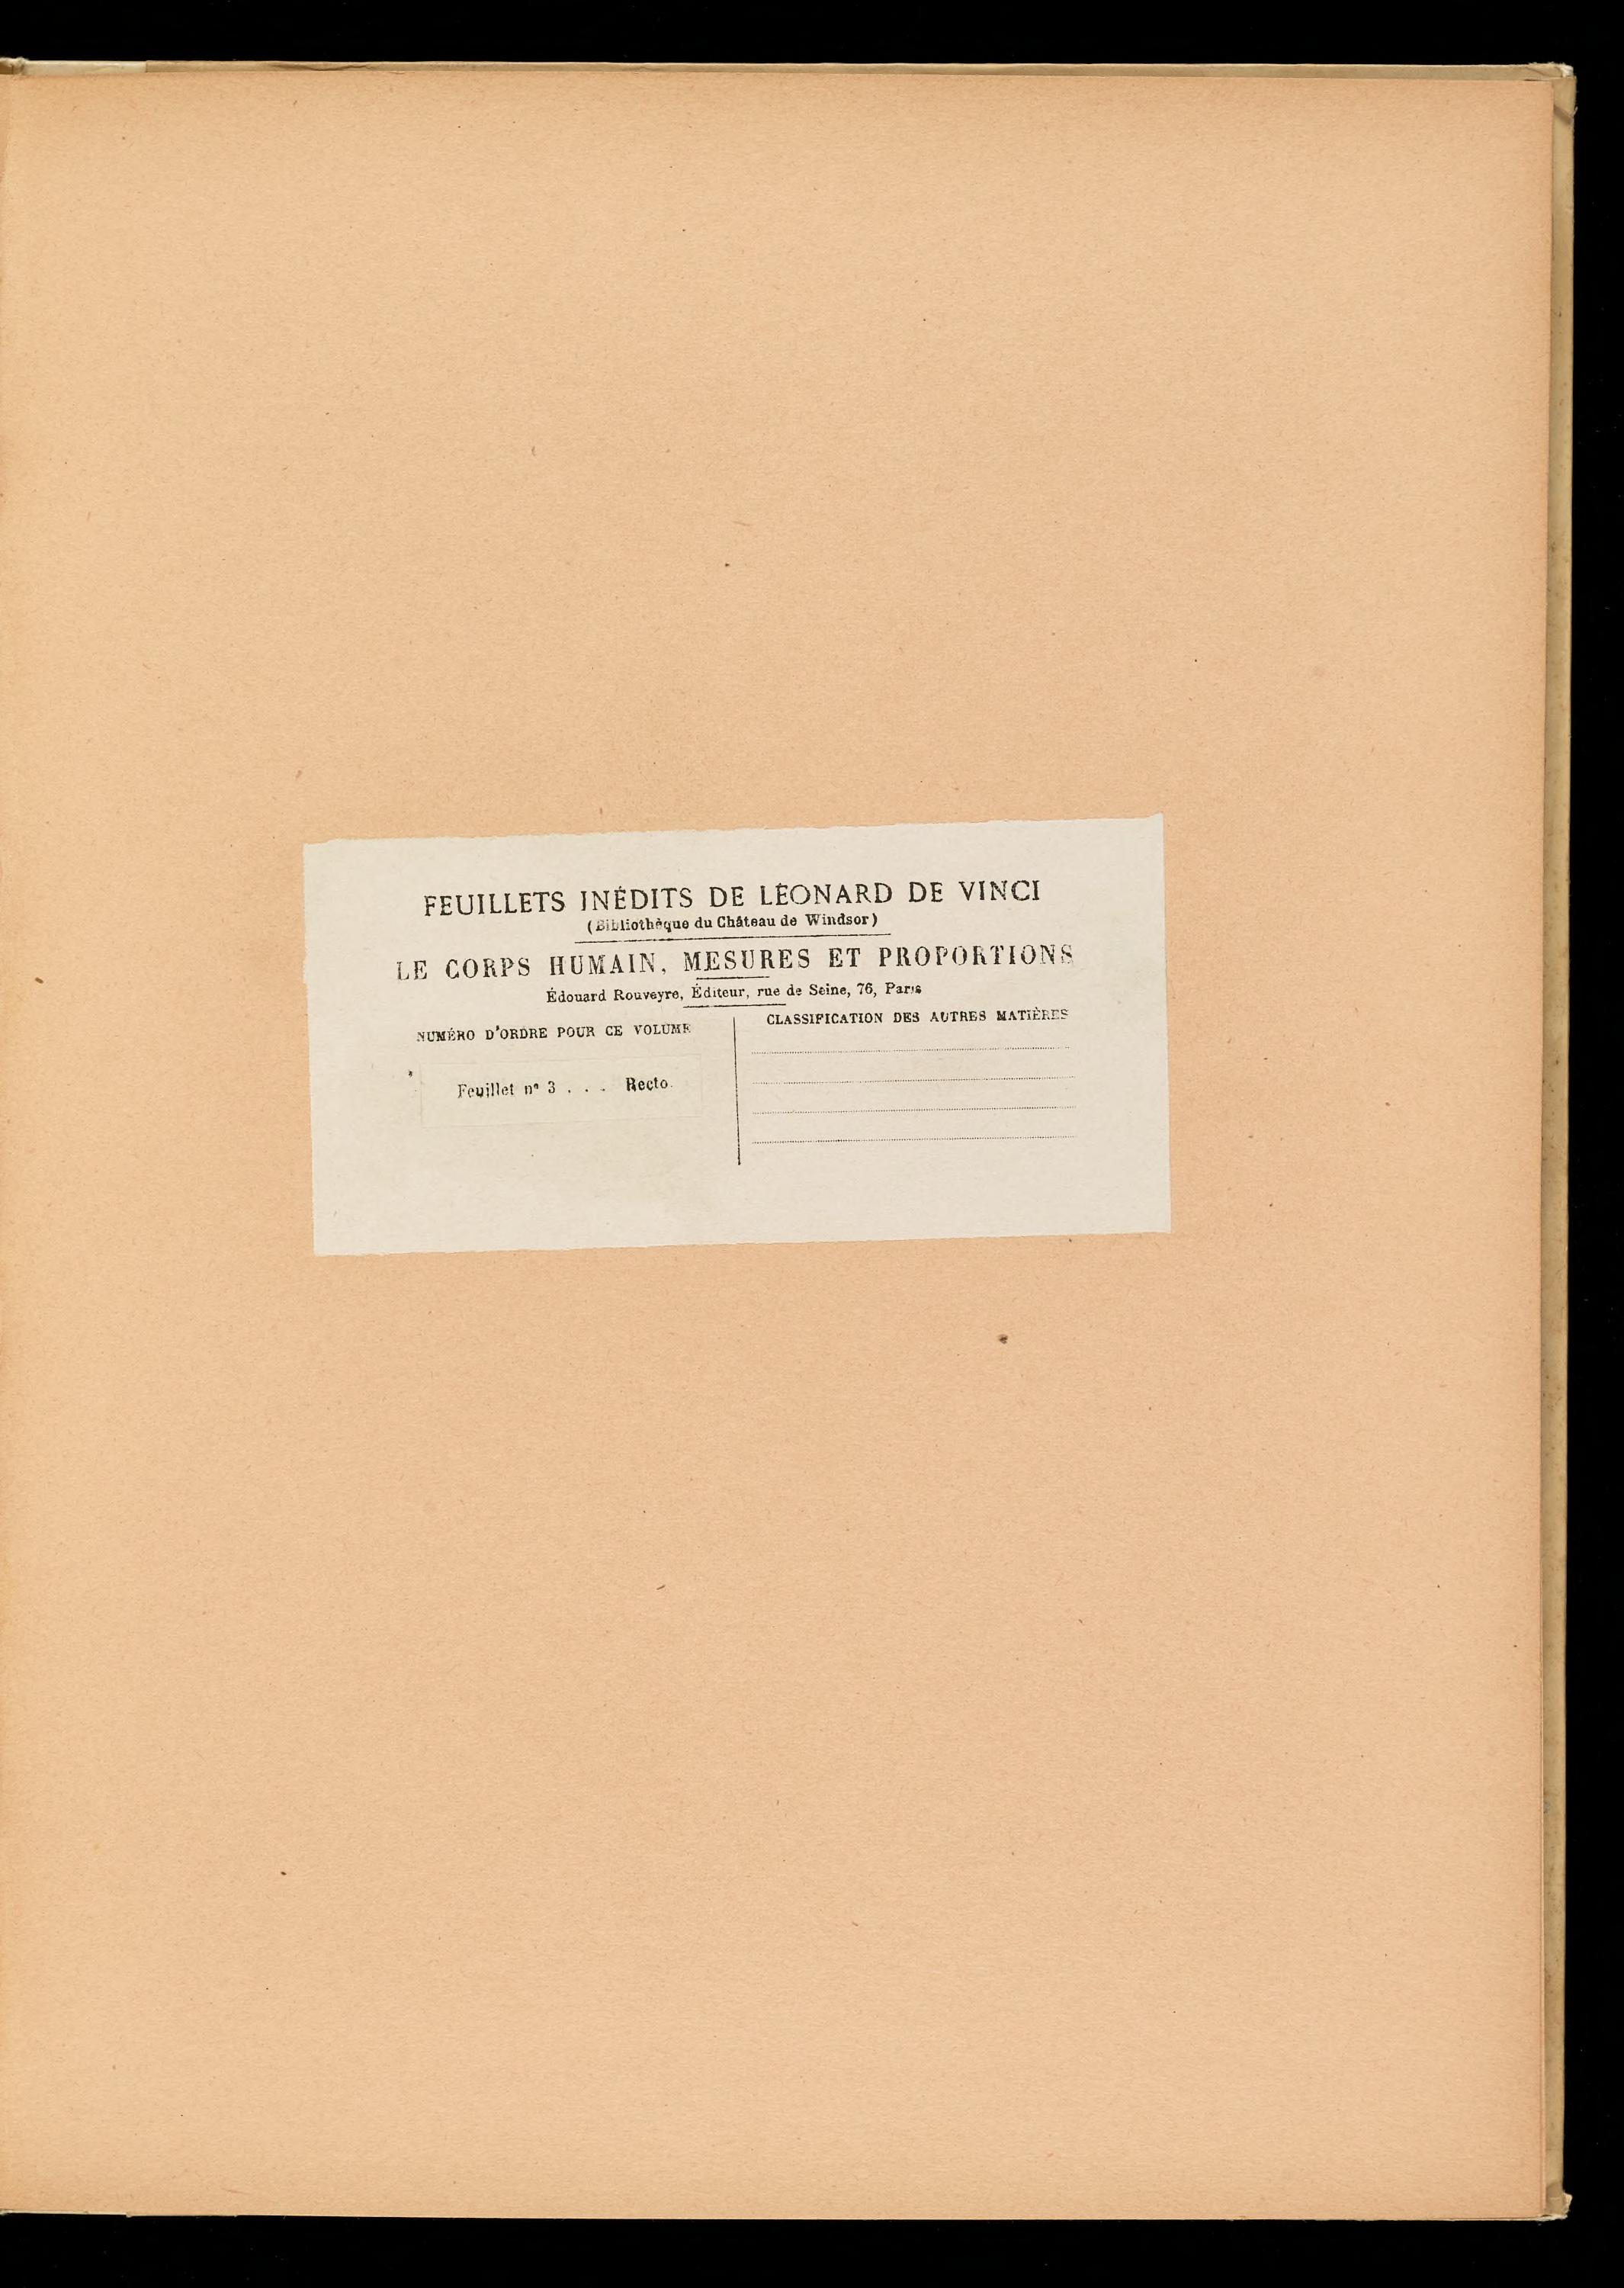 FEUILLETS INÉDITS DE LÉONARD DE VINCI
(Bibliothèque du Château de Windsor)
LE CORPS HUMAIN, MESURES ET PROPORTIONS
Édouard Rouveyre, Éditeur, rue de Seine, 76, Paris
NUMÉRO D'ORDRE POUR CE VOLUME
Feuillet nº 3 . . . Recto.
CLASSIFICATION DES AUTRES MATIÈRES